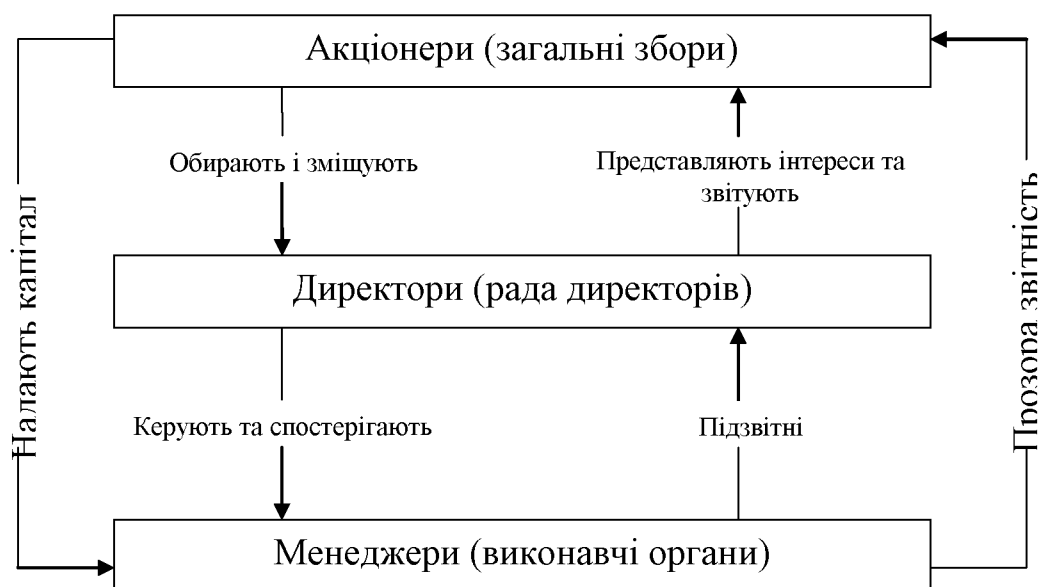 Акціонери (загальні збори)
Обирають і зміщують
Представляють інтереси та
звітують
Налають капітал
Прозора звітність
Директори (рада директорів)
Керують та спостерігають
Підзвітні
Менеджери (виконавчі органи)